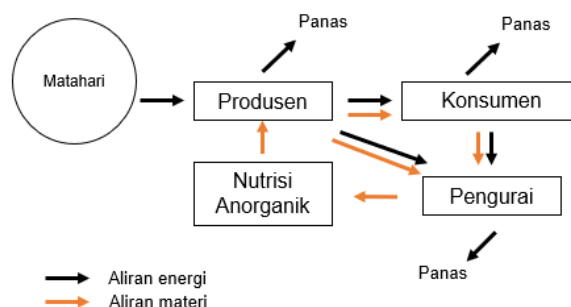 Panas
Panas
Matahari
Produsen
Konsumen
Nutrisi
Anorganik
Pengurai
Panas
Aliran energi
Aliran materi